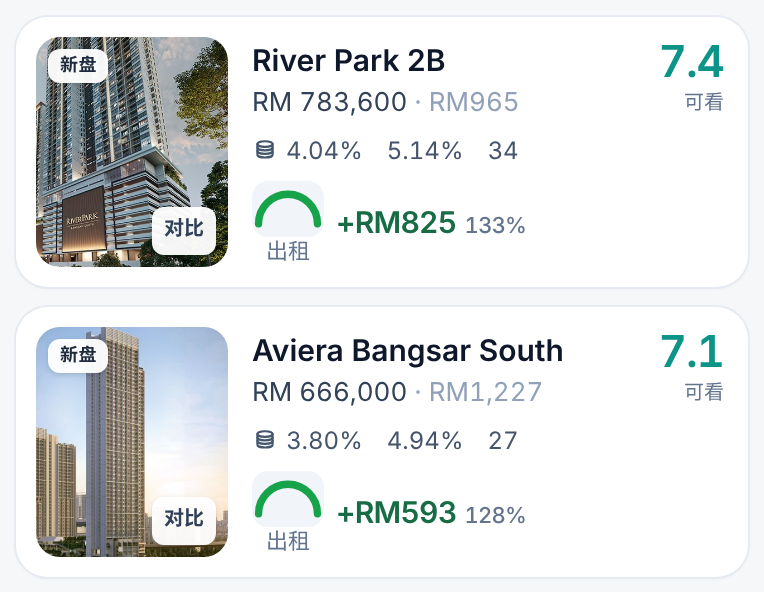 新盘
RIVERPARK
对比
River Park 2B
7.4
RM 783,600 · RM965
可看
4.04% 5.14% 34
+RM825 133%
出租
新盘
对比
Aviera Bangsar South
7.1
RM 666,000 · RM1,227
可看
3.80% 4.94% 27
+RM593 128%
出租